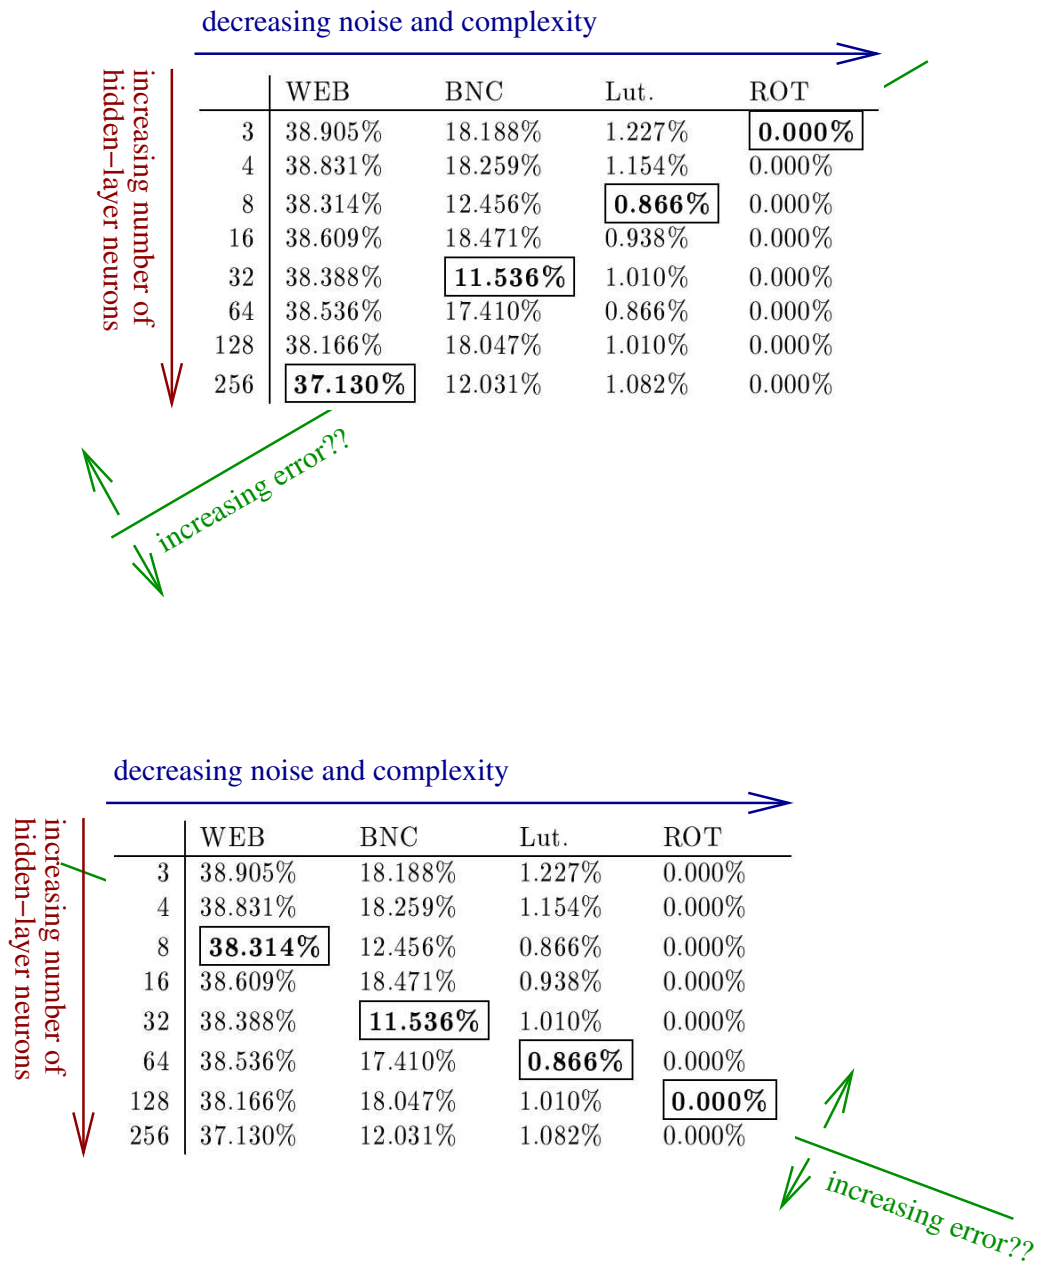 decreasing noise and complexity
increasing number of
hidden-layer neurons
WEB BNC Lut. ROT
3 38.905% 18.188% 1.227% 0.000%
4 38.831% 18.259% 1.154% 0.000%
8 38.314% 12.456% 0.866% 0.000%
16 38.609% 18.471% 0.938% 0.000%
32 38.388% 11.536% 1.010% 0.000%
64 38.536% 17.410% 0.866% 0.000%
128 38.166% 18.047% 1.010% 0.000%
256 37.130% 12.031% 1.082% 0.000%
increasing error??
decreasing noise and complexity
increasing number of
hidden-layer neurons
WEB BNC Lut. ROT
3 38.905% 18.188% 1.227% 0.000%
4 38.831% 18.259% 1.154% 0.000%
8 38.314% 12.456% 0.866% 0.000%
16 38.609% 18.471% 0.938% 0.000%
32 38.388% 11.536% 1.010% 0.000%
64 38.536% 17.410% 0.866% 0.000%
128 38.166% 18.047% 1.010% 0.000%
256 37.130% 12.031% 1.082% 0.000%
increasing error??